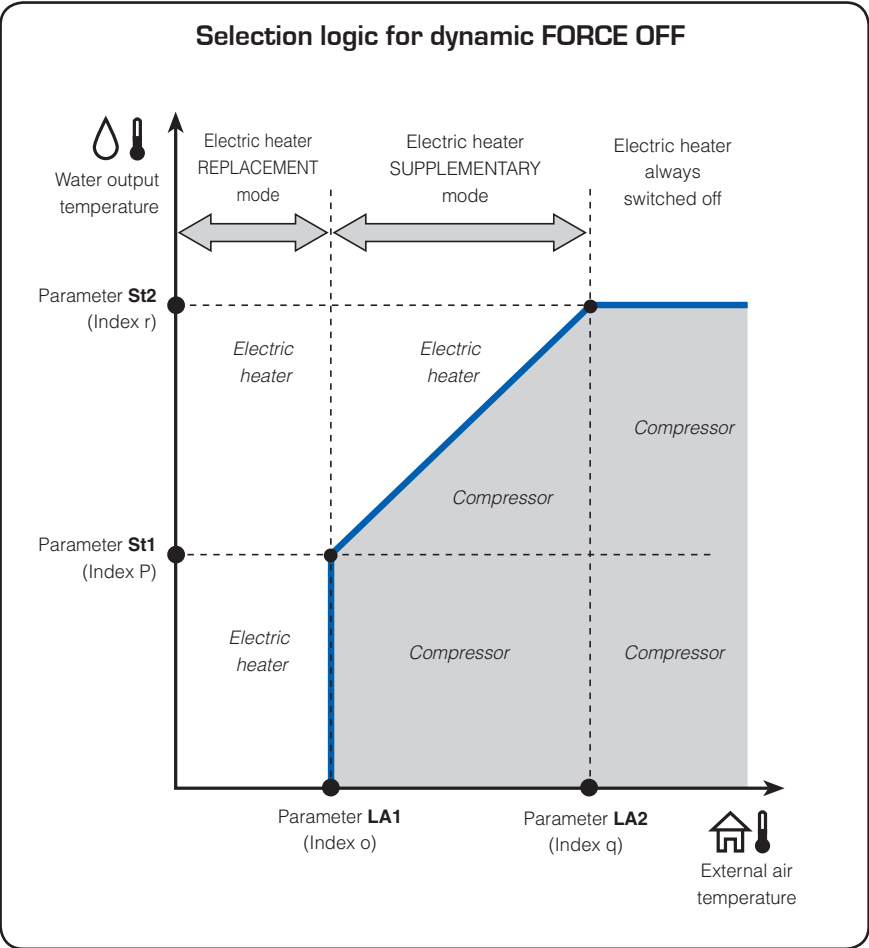 Selection logic for dynamic FORCE OFF
Water output
temperature
Electric heater
REPLACEMENT
mode
Electric heater
SUPPLEMENTARY
mode
Electric heater
always
switched off
Parameter St2
(Index r)
Electric
heater
Electric
heater
Compressor
Compressor
Parameter St1
(Index P)
Electric
heater
Compressor
Compressor
Parameter LA1
(Index o)
Parameter LA2
(Index q)
External air
temperature